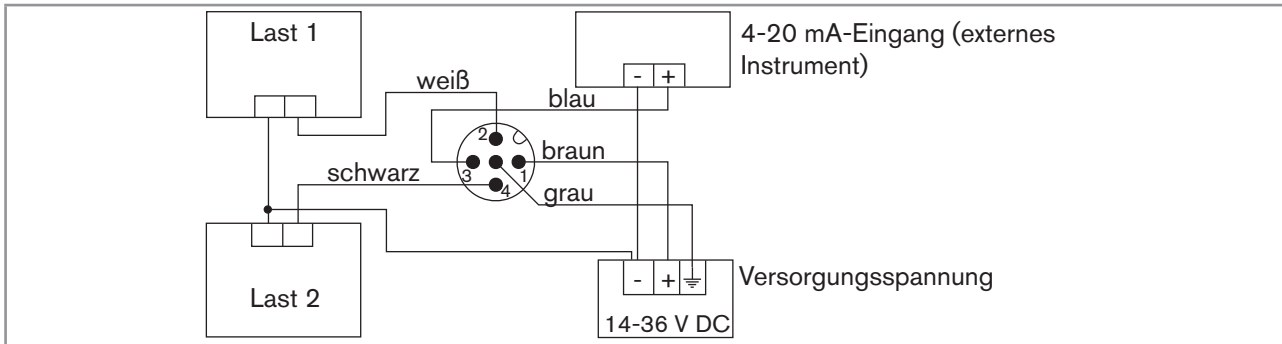 Last 1
4-20 mA-Eingang (externes
Instrument)
- +
weiß
blau
2
braun
3
1
schwarz
4
grau
Last 2
- +
Versorgungsspannung
14-36 V DC